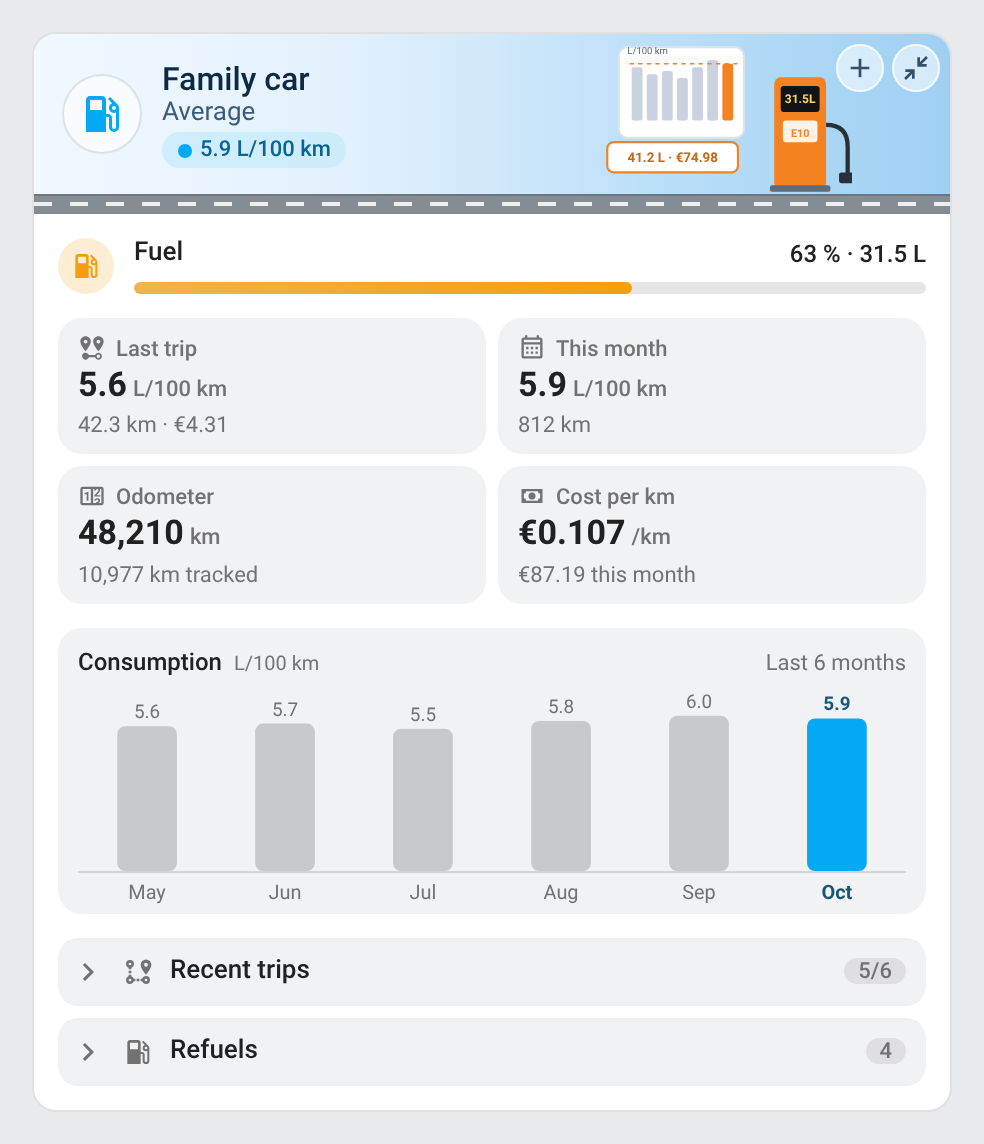 Family car
Average
5.9 L/100 km
L/100 km
41.2 L · €74.98
31.5L
E10
Fuel
63 % · 31.5 L
Last trip
5.6 L/100 km
42.3 km · €4.31
This month
5.9 L/100 km
812 km
Odometer
48,210 km
10,977 km tracked
Cost per km
€0.107 /km
€87.19 this month
Consumption L/100 km
Last 6 months
5.6 5.7 5.5 5.8 6.0 5.9
May Jun Jul Aug Sep Oct
Recent trips
5/6
Refuels
4